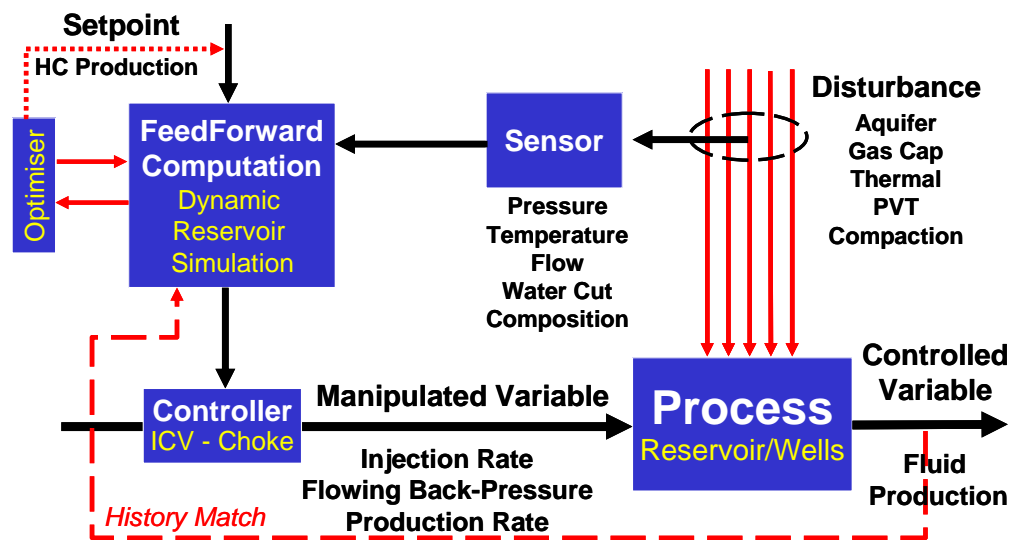 Setpoint
HC Production
Optimiser
FeedForward
Computation
Dynamic
Reservoir
Simulation
Sensor
Pressure
Temperature
Flow
Water Cut
Composition
Disturbance
Aquifer
Gas Cap
Thermal
PVT
Compaction
Controller
ICV - Choke
Manipulated Variable
Injection Rate
Flowing Back-Pressure
Production Rate
Process
Reservoir/Wells
Controlled
Variable
Fluid
Production
History Match